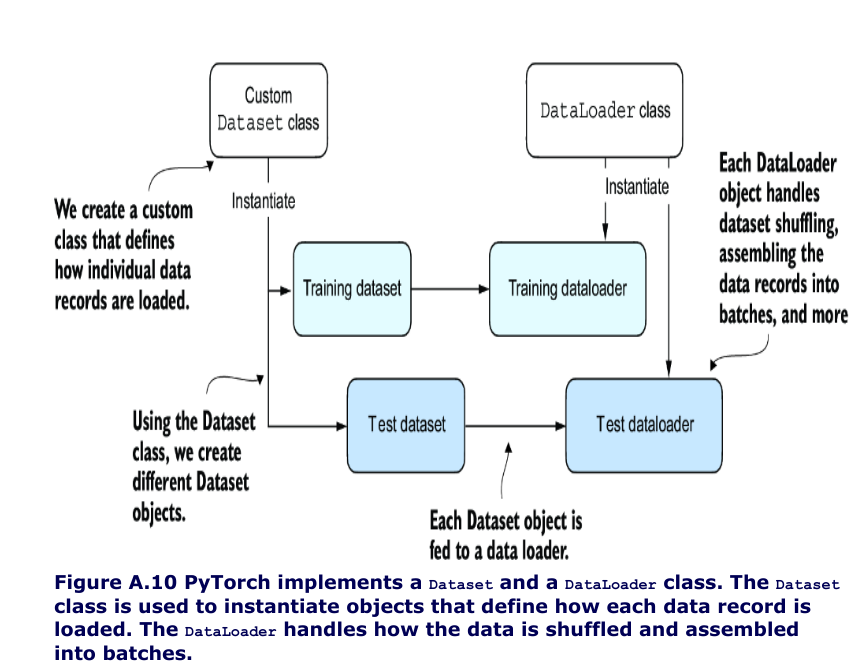 Custom
Dataset class
DataLoader class
Instantiate
Instantiate
We create a custom
class that defines
how individual data
records are loaded.
Each DataLoader
object handles
dataset shuffling,
assembling the
data records into
batches, and more
Training dataset
Training dataloader
Using the Dataset
class, we create
different Dataset
objects.
Test dataset
Test dataloader
Each Dataset object is
fed to a data loader.
Figure A.10 PyTorch implements a Dataset and a DataLoader class. The Dataset
class is used to instantiate objects that define how each data record is
loaded. The DataLoader handles how the data is shuffled and assembled
into batches.